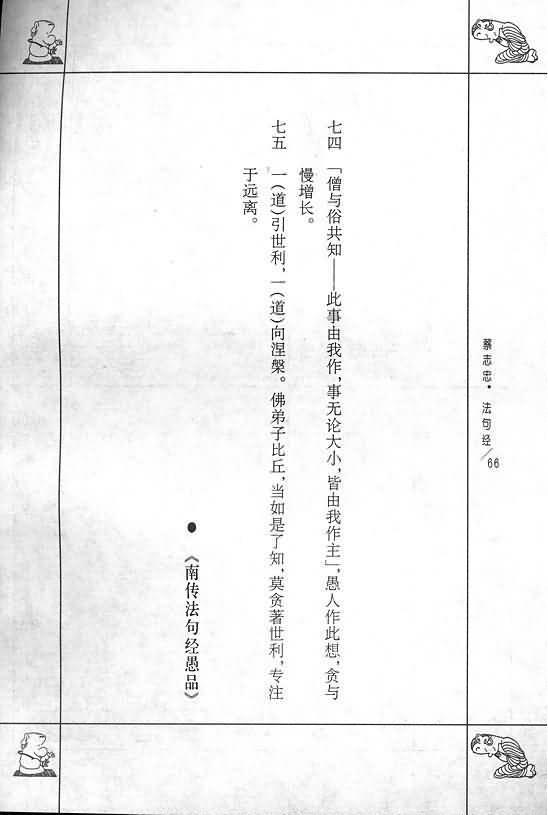 蔡志忠·法句经/66
七四 「僧与俗共知——此事由我作，事无论大小，皆由我作主」，愚人作此想，贪与
慢增长。
七五 一(道)引世利，一(道)向涅槃。佛弟子比丘，当如是了知，莫贪著世利，专注
于远离。
●《南传法句经愚品》